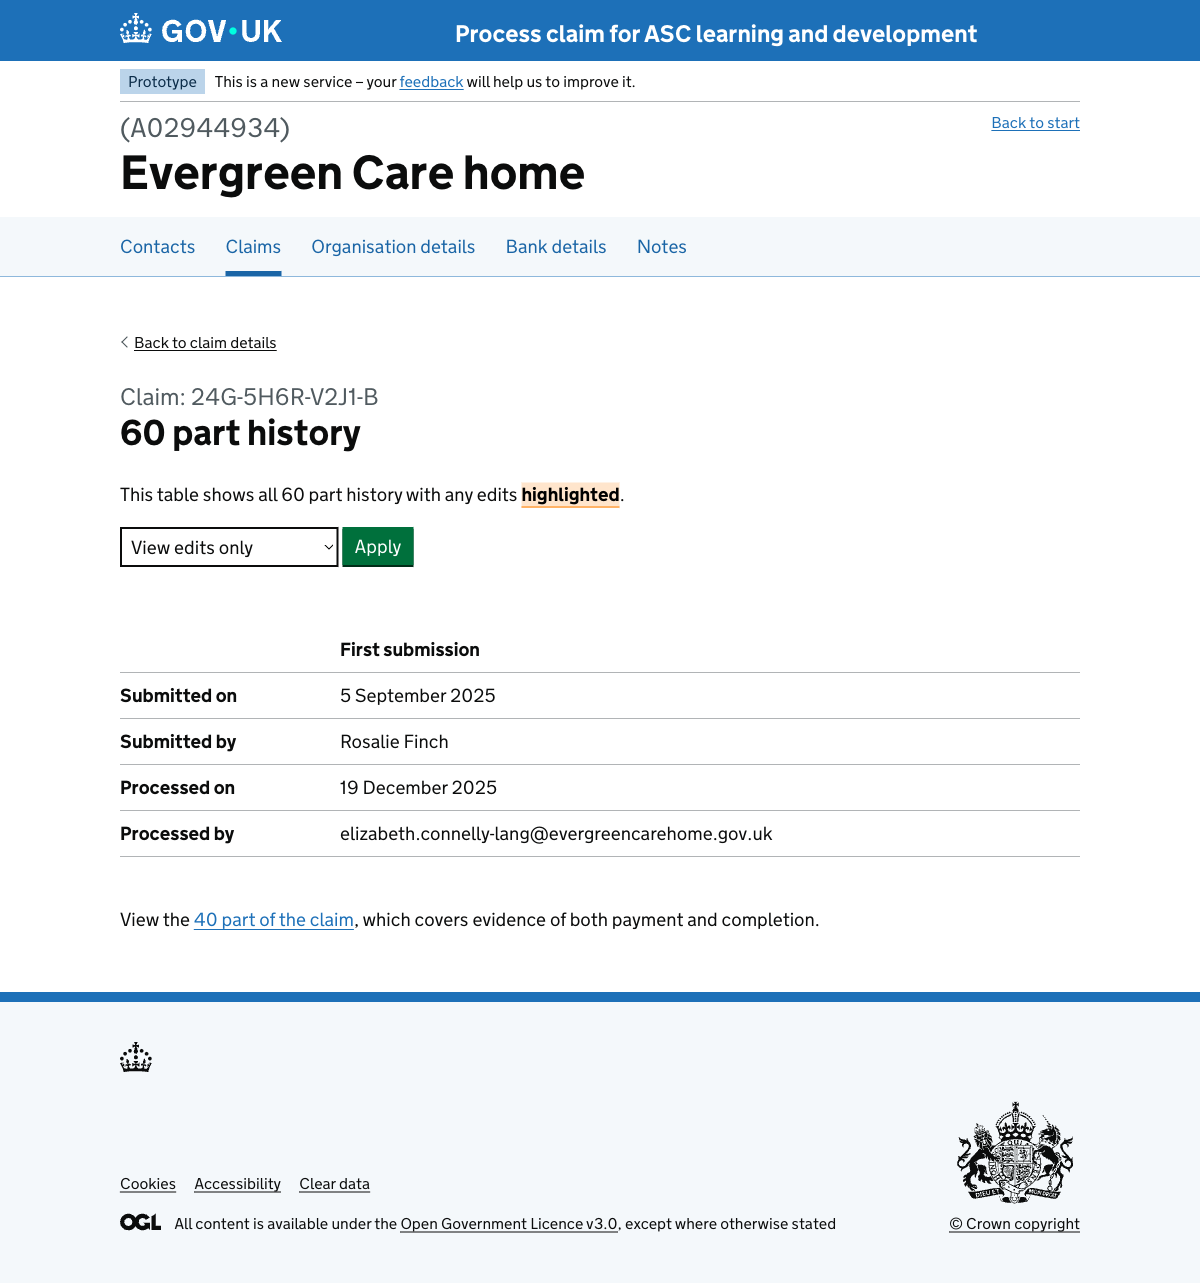 GOV·UK
Process claim for ASC learning and development
Prototype This is a new service – your feedback will help us to improve it.
(A02944934)
Back to start
Evergreen Care home
Contacts Claims Organisation details Bank details Notes
Back to claim details
Claim: 24G-5H6R-V2J1-B
60 part history
This table shows all 60 part history with any edits highlighted.
View edits only Apply
First submission
Submitted on 5 September 2025
Submitted by Rosalie Finch
Processed on 19 December 2025
Processed by elizabeth.connelly-lang@evergreencarehome.gov.uk
View the 40 part of the claim, which covers evidence of both payment and completion.
Cookies Accessibility Clear data
OGL All content is available under the Open Government Licence v3.0, except where otherwise stated
© Crown copyright